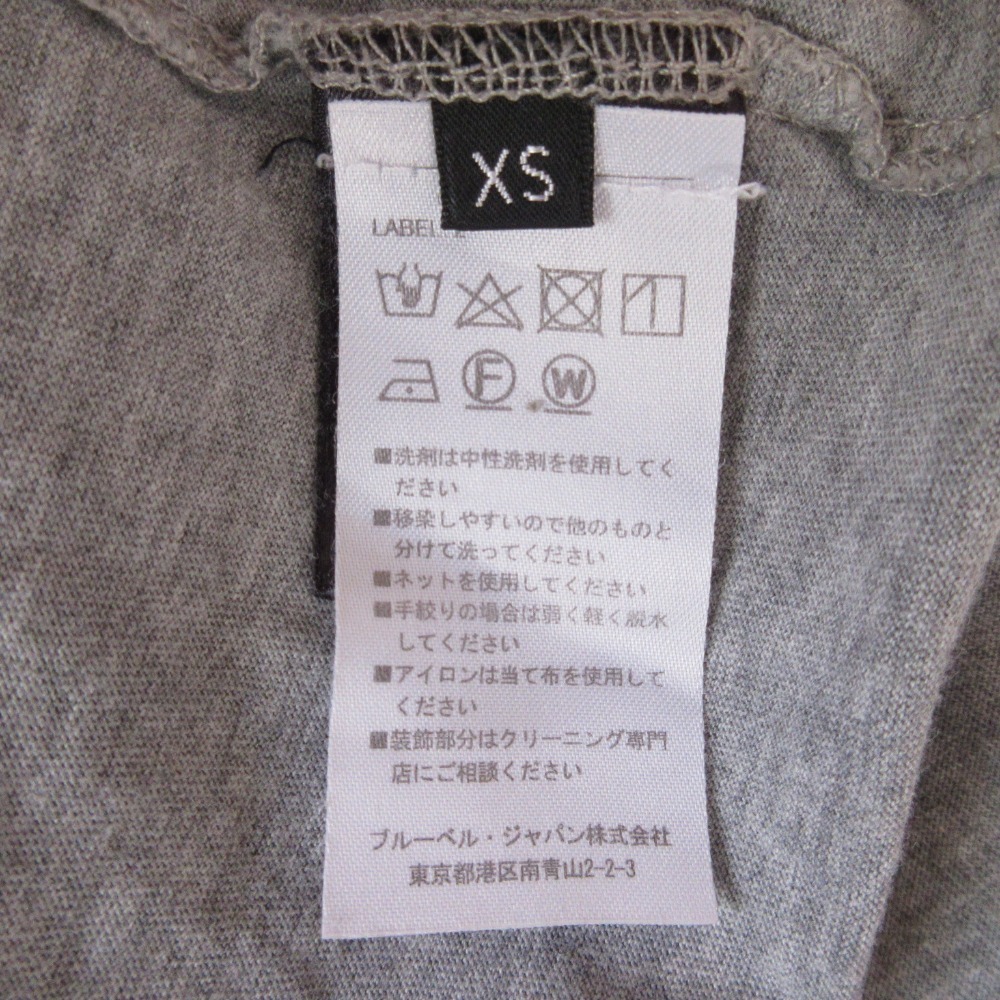 XS
LABEL 2
F W
■洗剤は中性洗剤を使用してく
ださい
■移染しやすいので他のものと
分けて洗ってください
■ネットを使用してください
■手絞りの場合は弱く軽く脱水
してください
■アイロンは当て布を使用して
ください
■装飾部分はクリーニング専門
店にご相談ください
ブルーベル・ジャパン株式会社
東京都港区南青山2-2-3